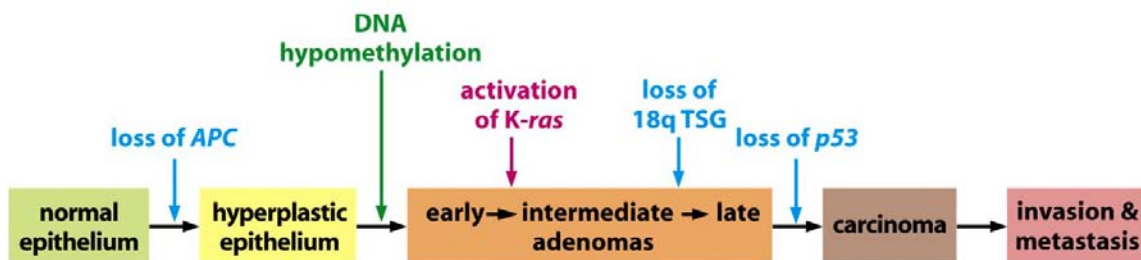 DNA
hypomethylation
activation
of K-ras
loss of
18q TSG
loss of APC
loss of p53
normal
epithelium
hyperplastic
epithelium
early → intermediate → late
adenomas
carcinoma
invasion &
metastasis